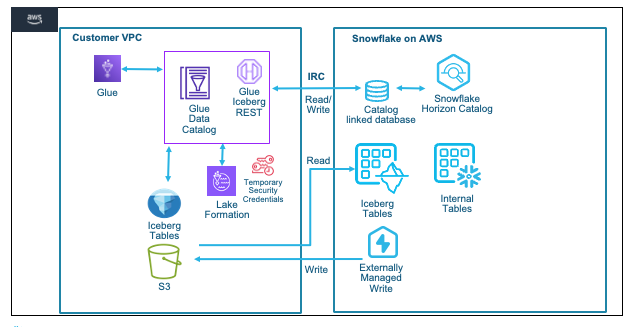 aws
Customer VPC
Snowflake on AWS
Glue
Glue
Data
Catalog
Glue
Iceberg
REST
IRC
Read/
Write
Catalog
linked database
Snowflake
Horizon Catalog
Lake
Formation
Temporary
Security
Credentials
Read
Iceberg
Tables
S3
Iceberg
Tables
Internal
Tables
Write
Externally
Managed
Write